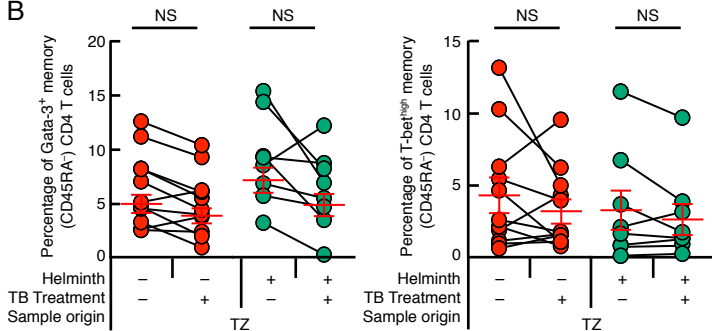 B
NS NS
Percentage of Gata-3⁺ memory
(CD45RA⁻) CD4 T cells
20
15
10
5
0
Helminth – – + +
TB Treatment – + – +
Sample origin TZ
NS NS
Percentage of T-bet^high memory
(CD45RA⁻) CD4 T cells
15
10
5
0
Helminth – – + +
TB Treatment – + – +
Sample origin TZ